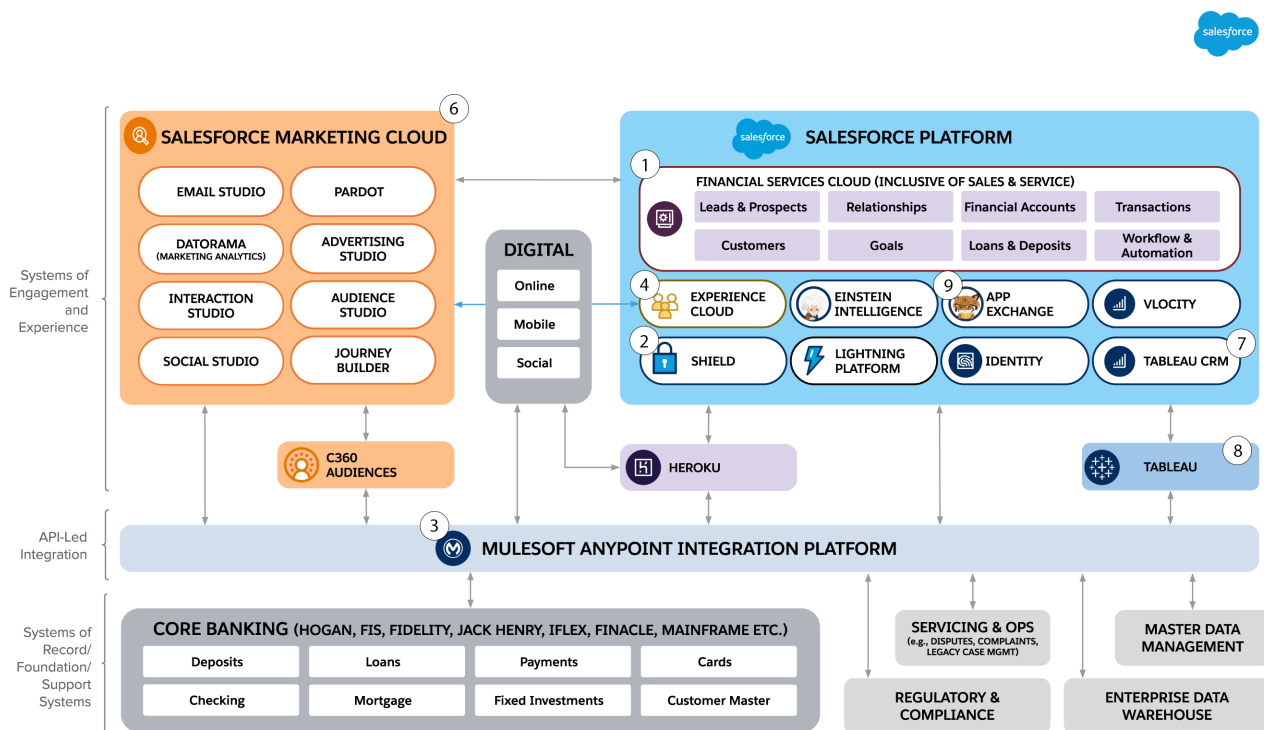 salesforce
6
SALESFORCE MARKETING CLOUD
EMAIL STUDIO
PARDOT
DATORAMA
(MARKETING ANALYTICS)
ADVERTISING
STUDIO
INTERACTION
STUDIO
AUDIENCE
STUDIO
SOCIAL STUDIO
JOURNEY
BUILDER
C360
AUDIENCES
DIGITAL
Online
Mobile
Social
salesforce
SALESFORCE PLATFORM
1
FINANCIAL SERVICES CLOUD (INCLUSIVE OF SALES & SERVICE)
Leads & Prospects
Relationships
Financial Accounts
Transactions
Customers
Goals
Loans & Deposits
Workflow &
Automation
4
EXPERIENCE
CLOUD
EINSTEIN
INTELLIGENCE
9
APP
EXCHANGE
VLOCITY
2
SHIELD
LIGHTNING
PLATFORM
IDENTITY
7
TABLEAU CRM
HEROKU
8
TABLEAU
Systems of
Engagement
and
Experience
API-Led
Integration
3
MULESOFT ANYPOINT INTEGRATION PLATFORM
Systems of
Record/
Foundation/
Support
Systems
CORE BANKING (HOGAN, FIS, FIDELITY, JACK HENRY, IFLEX, FINACLE, MAINFRAME ETC.)
Deposits
Loans
Payments
Cards
Checking
Mortgage
Fixed Investments
Customer Master
SERVICING & OPS
(e.g., DISPUTES, COMPLAINTS,
LEGACY CASE MGMT)
MASTER DATA
MANAGEMENT
REGULATORY &
COMPLIANCE
ENTERPRISE DATA
WAREHOUSE